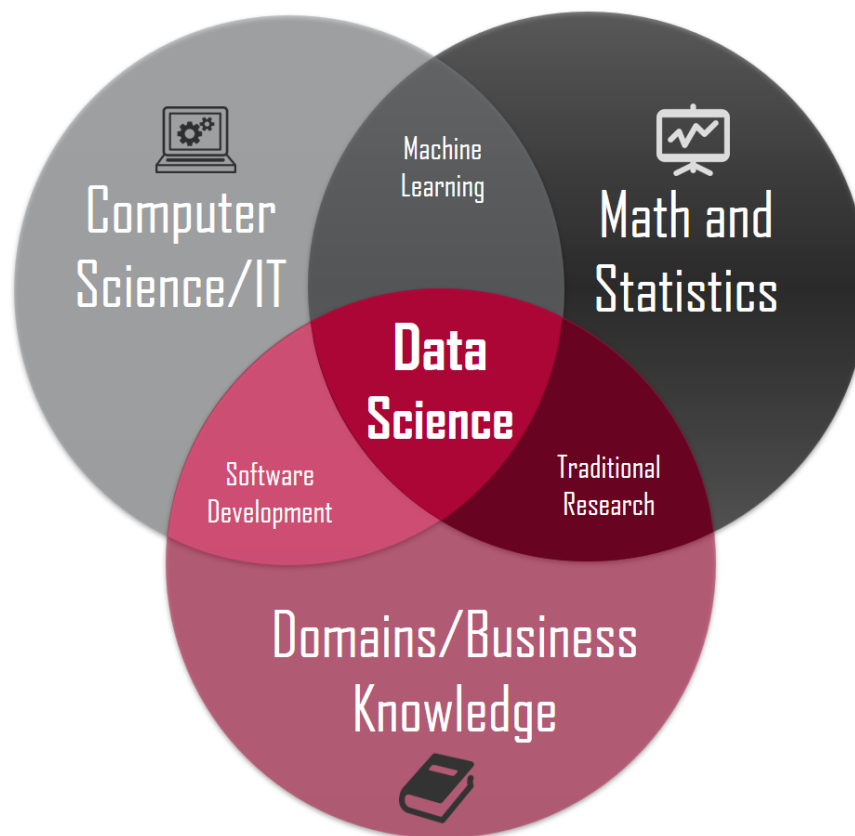 Machine
Learning
Computer
Science/IT
Math and
Statistics
Data
Science
Software
Development
Traditional
Research
Domains/Business
Knowledge